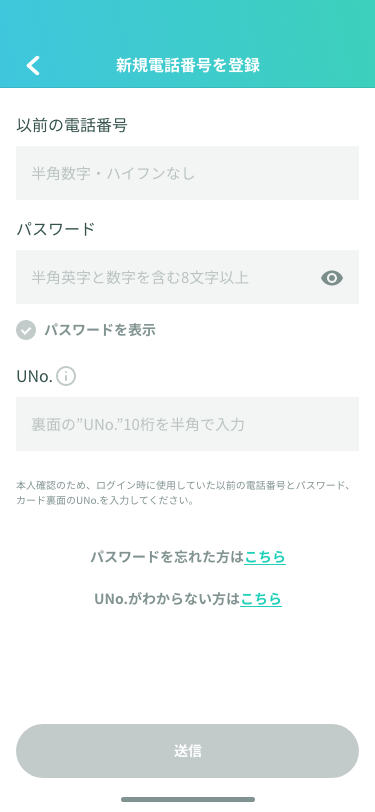 新規電話番号を登録
以前の電話番号
半角数字・ハイフンなし
パスワード
半角英字と数字を含む8文字以上
パスワードを表示
UNo.
裏面の”UNo.”10桁を半角で入力
本人確認のため、ログイン時に使用していた以前の電話番号とパスワード、
カード裏面のUNo.を入力してください。
パスワードを忘れた方はこちら
UNo.がわからない方はこちら
送信